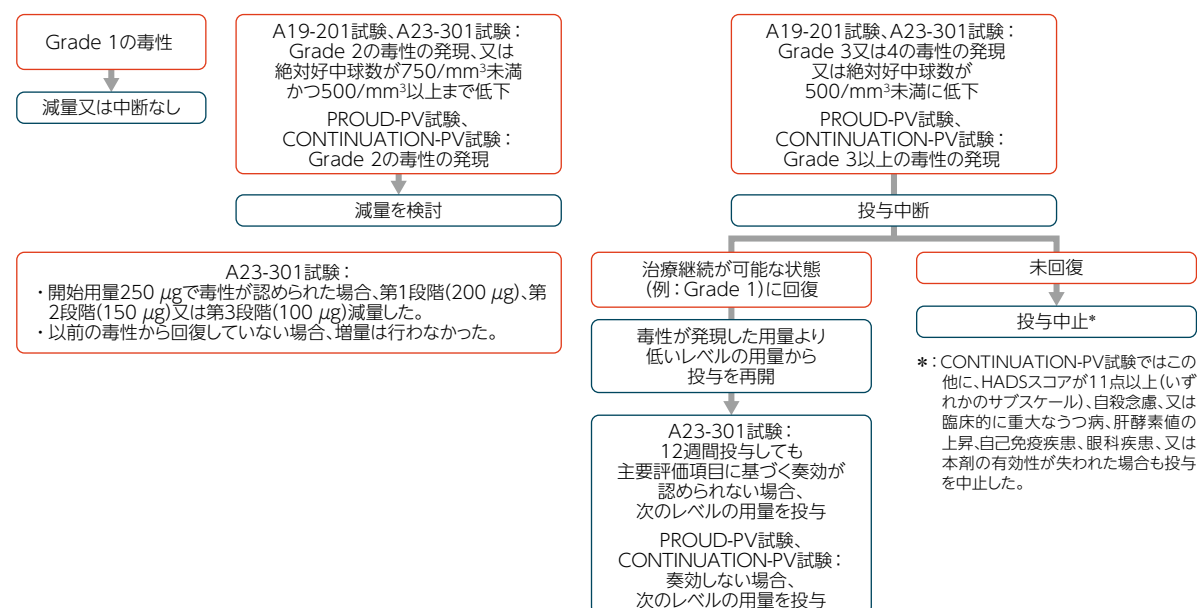 Grade 1の毒性
減量又は中断なし
A19-201試験、A23-301試験：
Grade 2の毒性の発現、又は
絶対好中球数が750/mm³未満
かつ500/mm³以上まで低下
PROUD-PV試験、
CONTINUATION-PV試験：
Grade 2の毒性の発現
減量を検討
A19-201試験、A23-301試験：
Grade 3又は4の毒性の発現
又は絶対好中球数が
500/mm³未満に低下
PROUD-PV試験、
CONTINUATION-PV試験：
Grade 3以上の毒性の発現
投与中断
A23-301試験：
・開始用量250 μgで毒性が認められた場合、第1段階(200 μg)、第
2段階(150 μg)又は第3段階(100 μg)減量した。
・以前の毒性から回復していない場合、増量は行わなかった。
治療継続が可能な状態
(例：Grade 1)に回復
毒性が発現した用量より
低いレベルの用量から
投与を再開
A23-301試験：
12週間投与しても
主要評価項目に基づく奏効が
認められない場合、
次のレベルの用量を投与
PROUD-PV試験、
CONTINUATION-PV試験：
奏効しない場合、
次のレベルの用量を投与
未回復
投与中止*
*：CONTINUATION-PV試験ではこの
他に、HADSスコアが11点以上(いず
れかのサブスケール)、自殺念慮、又は
臨床的に重大なうつ病、肝酵素値の
上昇、自己免疫疾患、眼科疾患、又は
本剤の有効性が失われた場合も投与
を中止した。